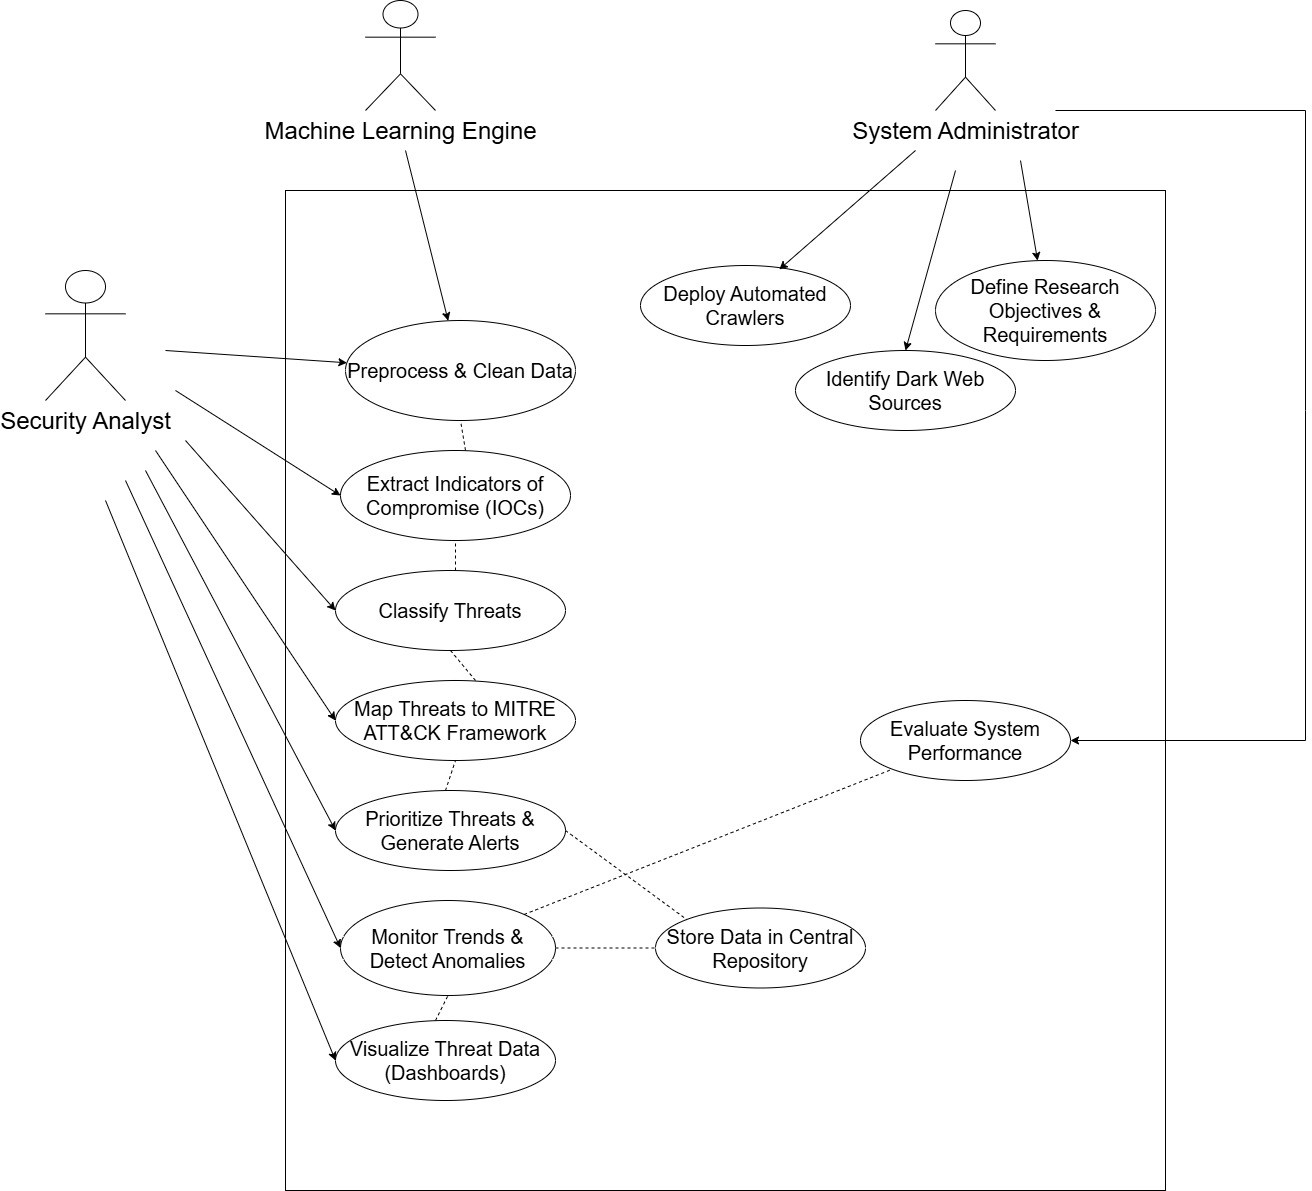 Machine Learning Engine
System Administrator
Security Analyst
Deploy Automated
Crawlers
Define Research
Objectives &
Requirements
Identify Dark Web
Sources
Preprocess & Clean Data
Extract Indicators of
Compromise (IOCs)
Classify Threats
Map Threats to MITRE
ATT&CK Framework
Evaluate System
Performance
Prioritize Threats &
Generate Alerts
Monitor Trends &
Detect Anomalies
Store Data in Central
Repository
Visualize Threat Data
(Dashboards)